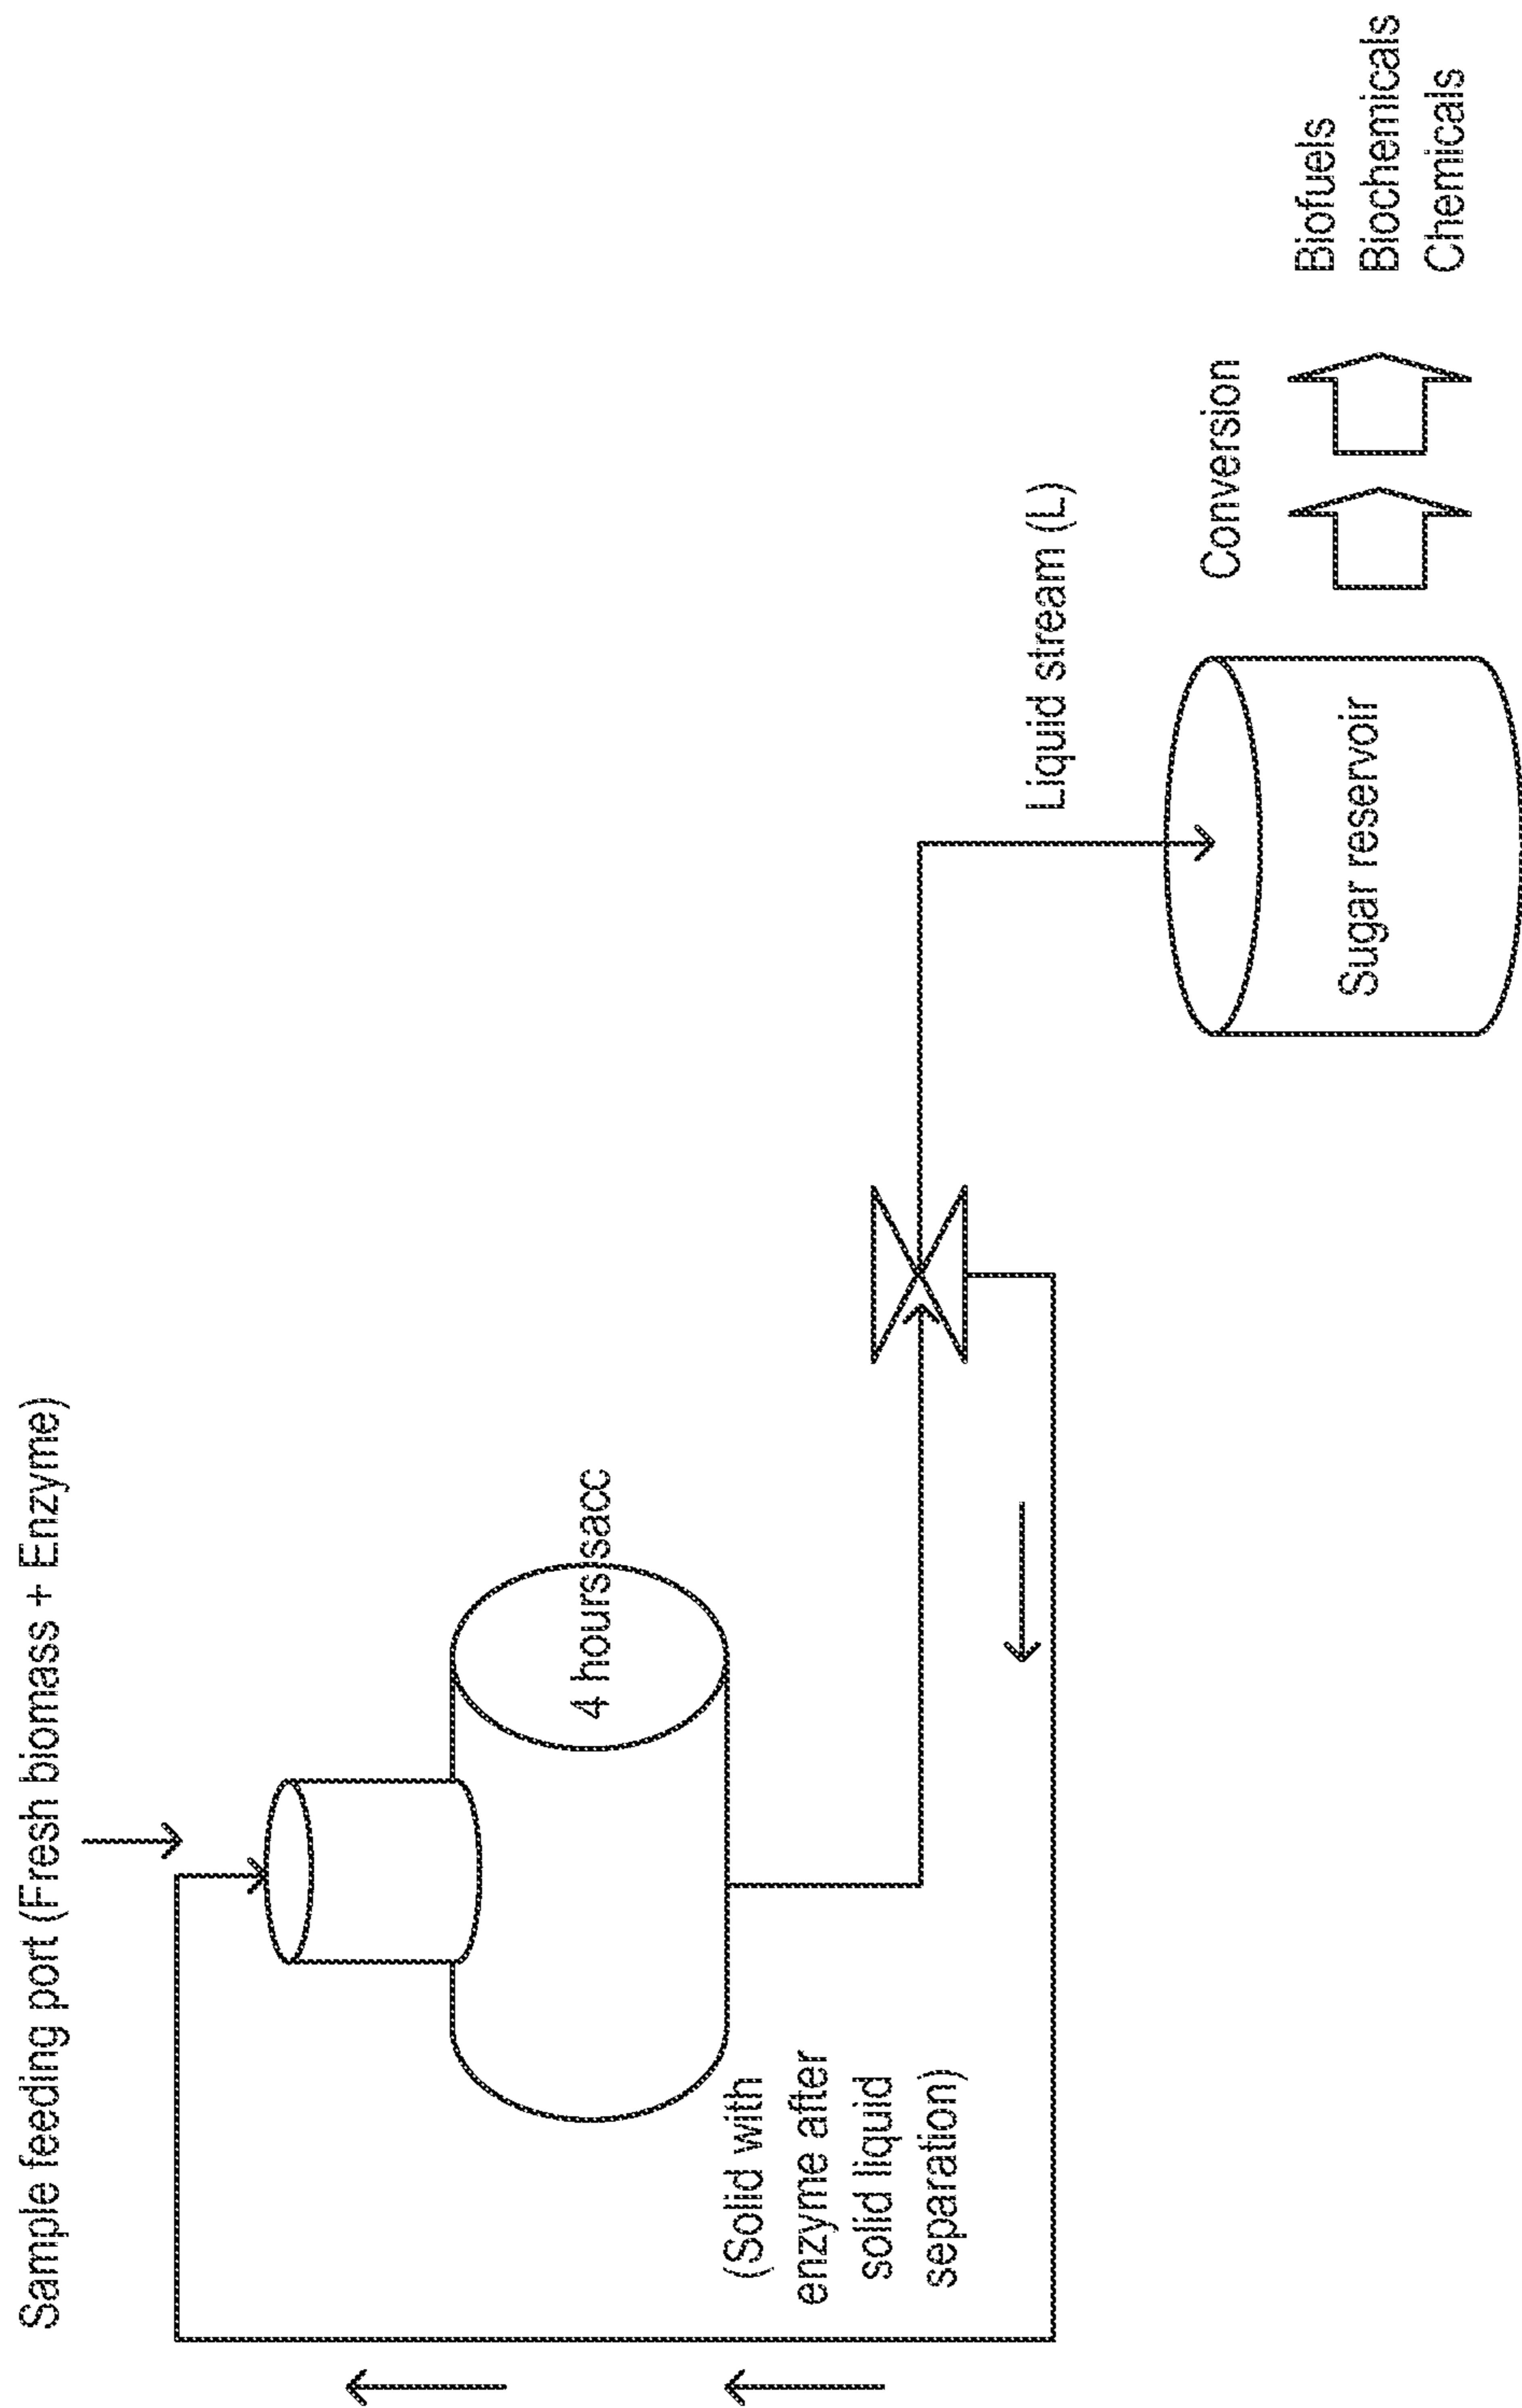 Sample feeding port (Fresh biomass + Enzyme)
4 hours sacc
(Solid with
enzyme after
solid liquid
separation)
Liquid stream (L)
Sugar reservoir
Conversion
Biofuels
Biochemicals
Chemicals